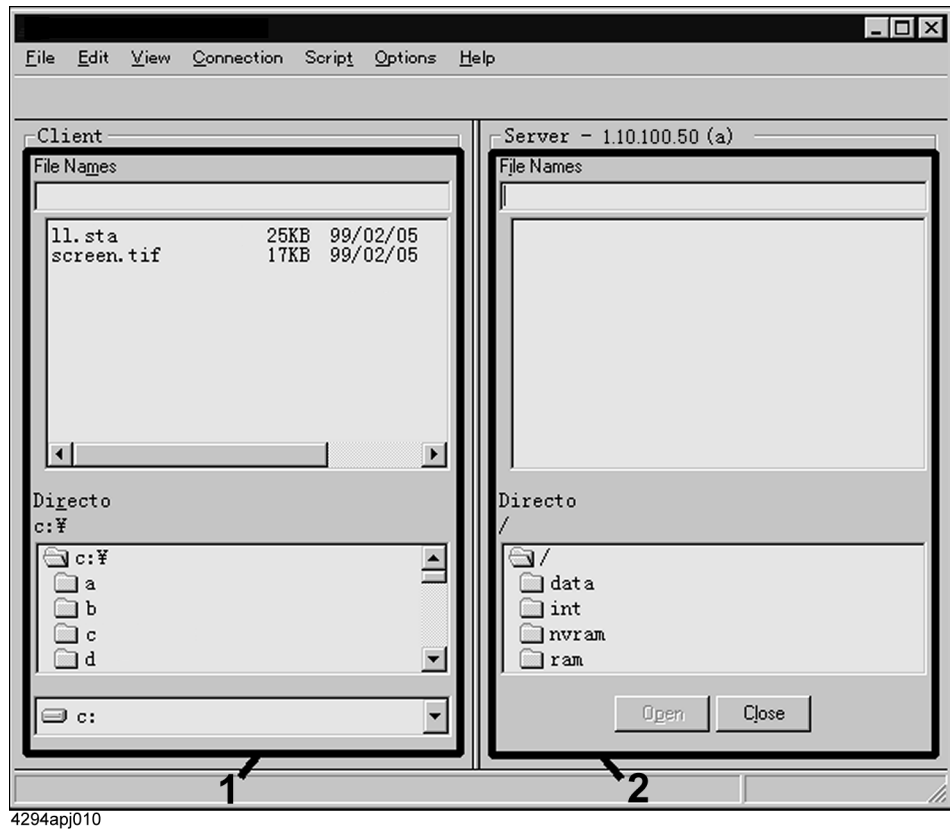 File Edit View Connection Script Options Help
Client
File Names
ll.sta 25KB 99/02/05
screen.tif 17KB 99/02/05
Directo
c:¥
c:¥
a
b
c
d
c:
Server - 1.10.100.50 (a)
File Names
Directo
/
/
data
int
nvram
ram
Open Close
1
2
4294apj010